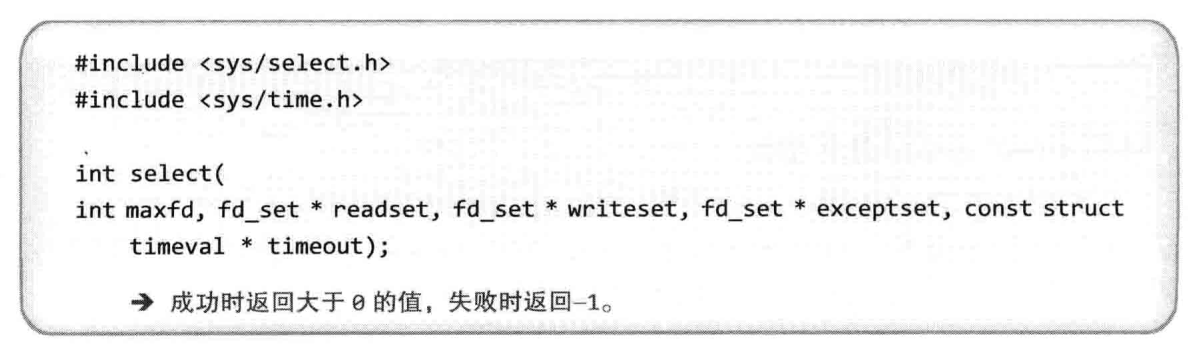 #include <sys/select.h>
#include <sys/time.h>
int select(
int maxfd, fd_set * readset, fd_set * writeset, fd_set * exceptset, const struct
timeval * timeout);
➔ 成功时返回大于 0 的值，失败时返回–1。